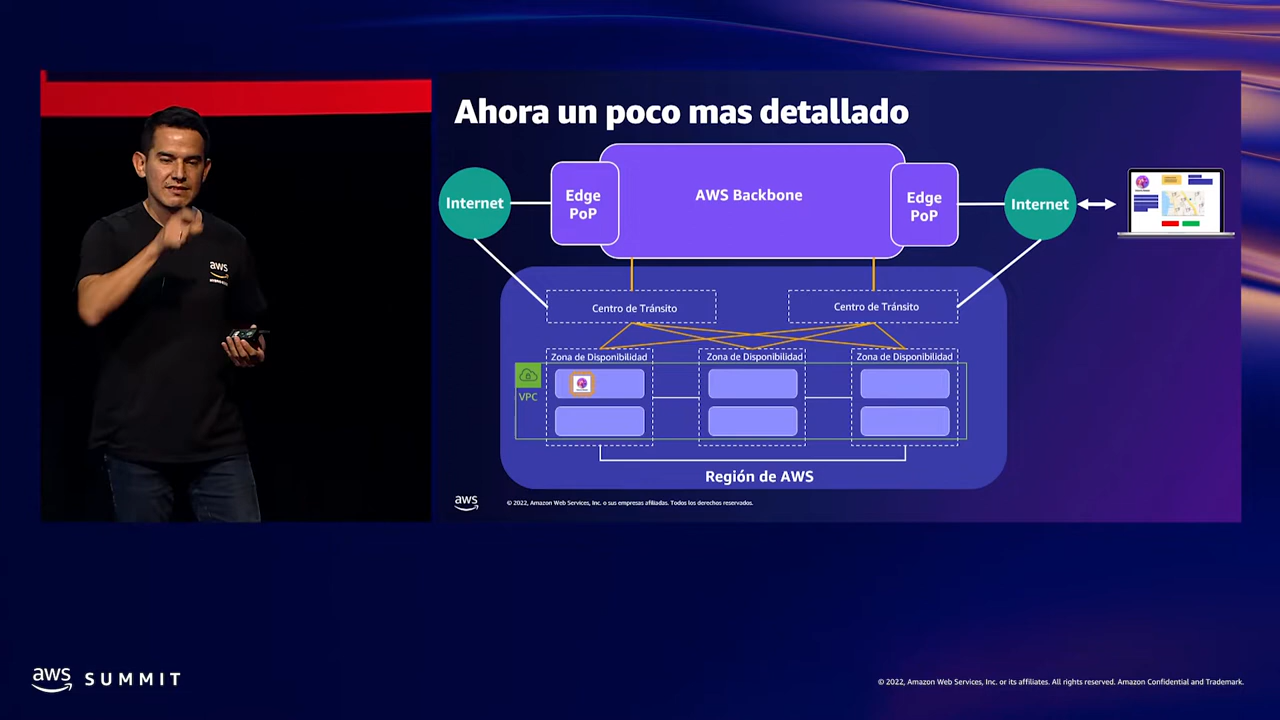 Ahora un poco mas detallado
Internet
Edge
PoP
AWS Backbone
Edge
PoP
Internet
Centro de Tránsito
Centro de Tránsito
Zona de Disponibilidad
Zona de Disponibilidad
Zona de Disponibilidad
VPC
Región de AWS
aws
© 2022, Amazon Web Services, Inc. o sus empresas afiliadas. Todos los derechos reservados.
aws
aws SUMMIT
© 2022, Amazon Web Services, Inc. or its affiliates. All rights reserved. Amazon Confidential and Trademark.